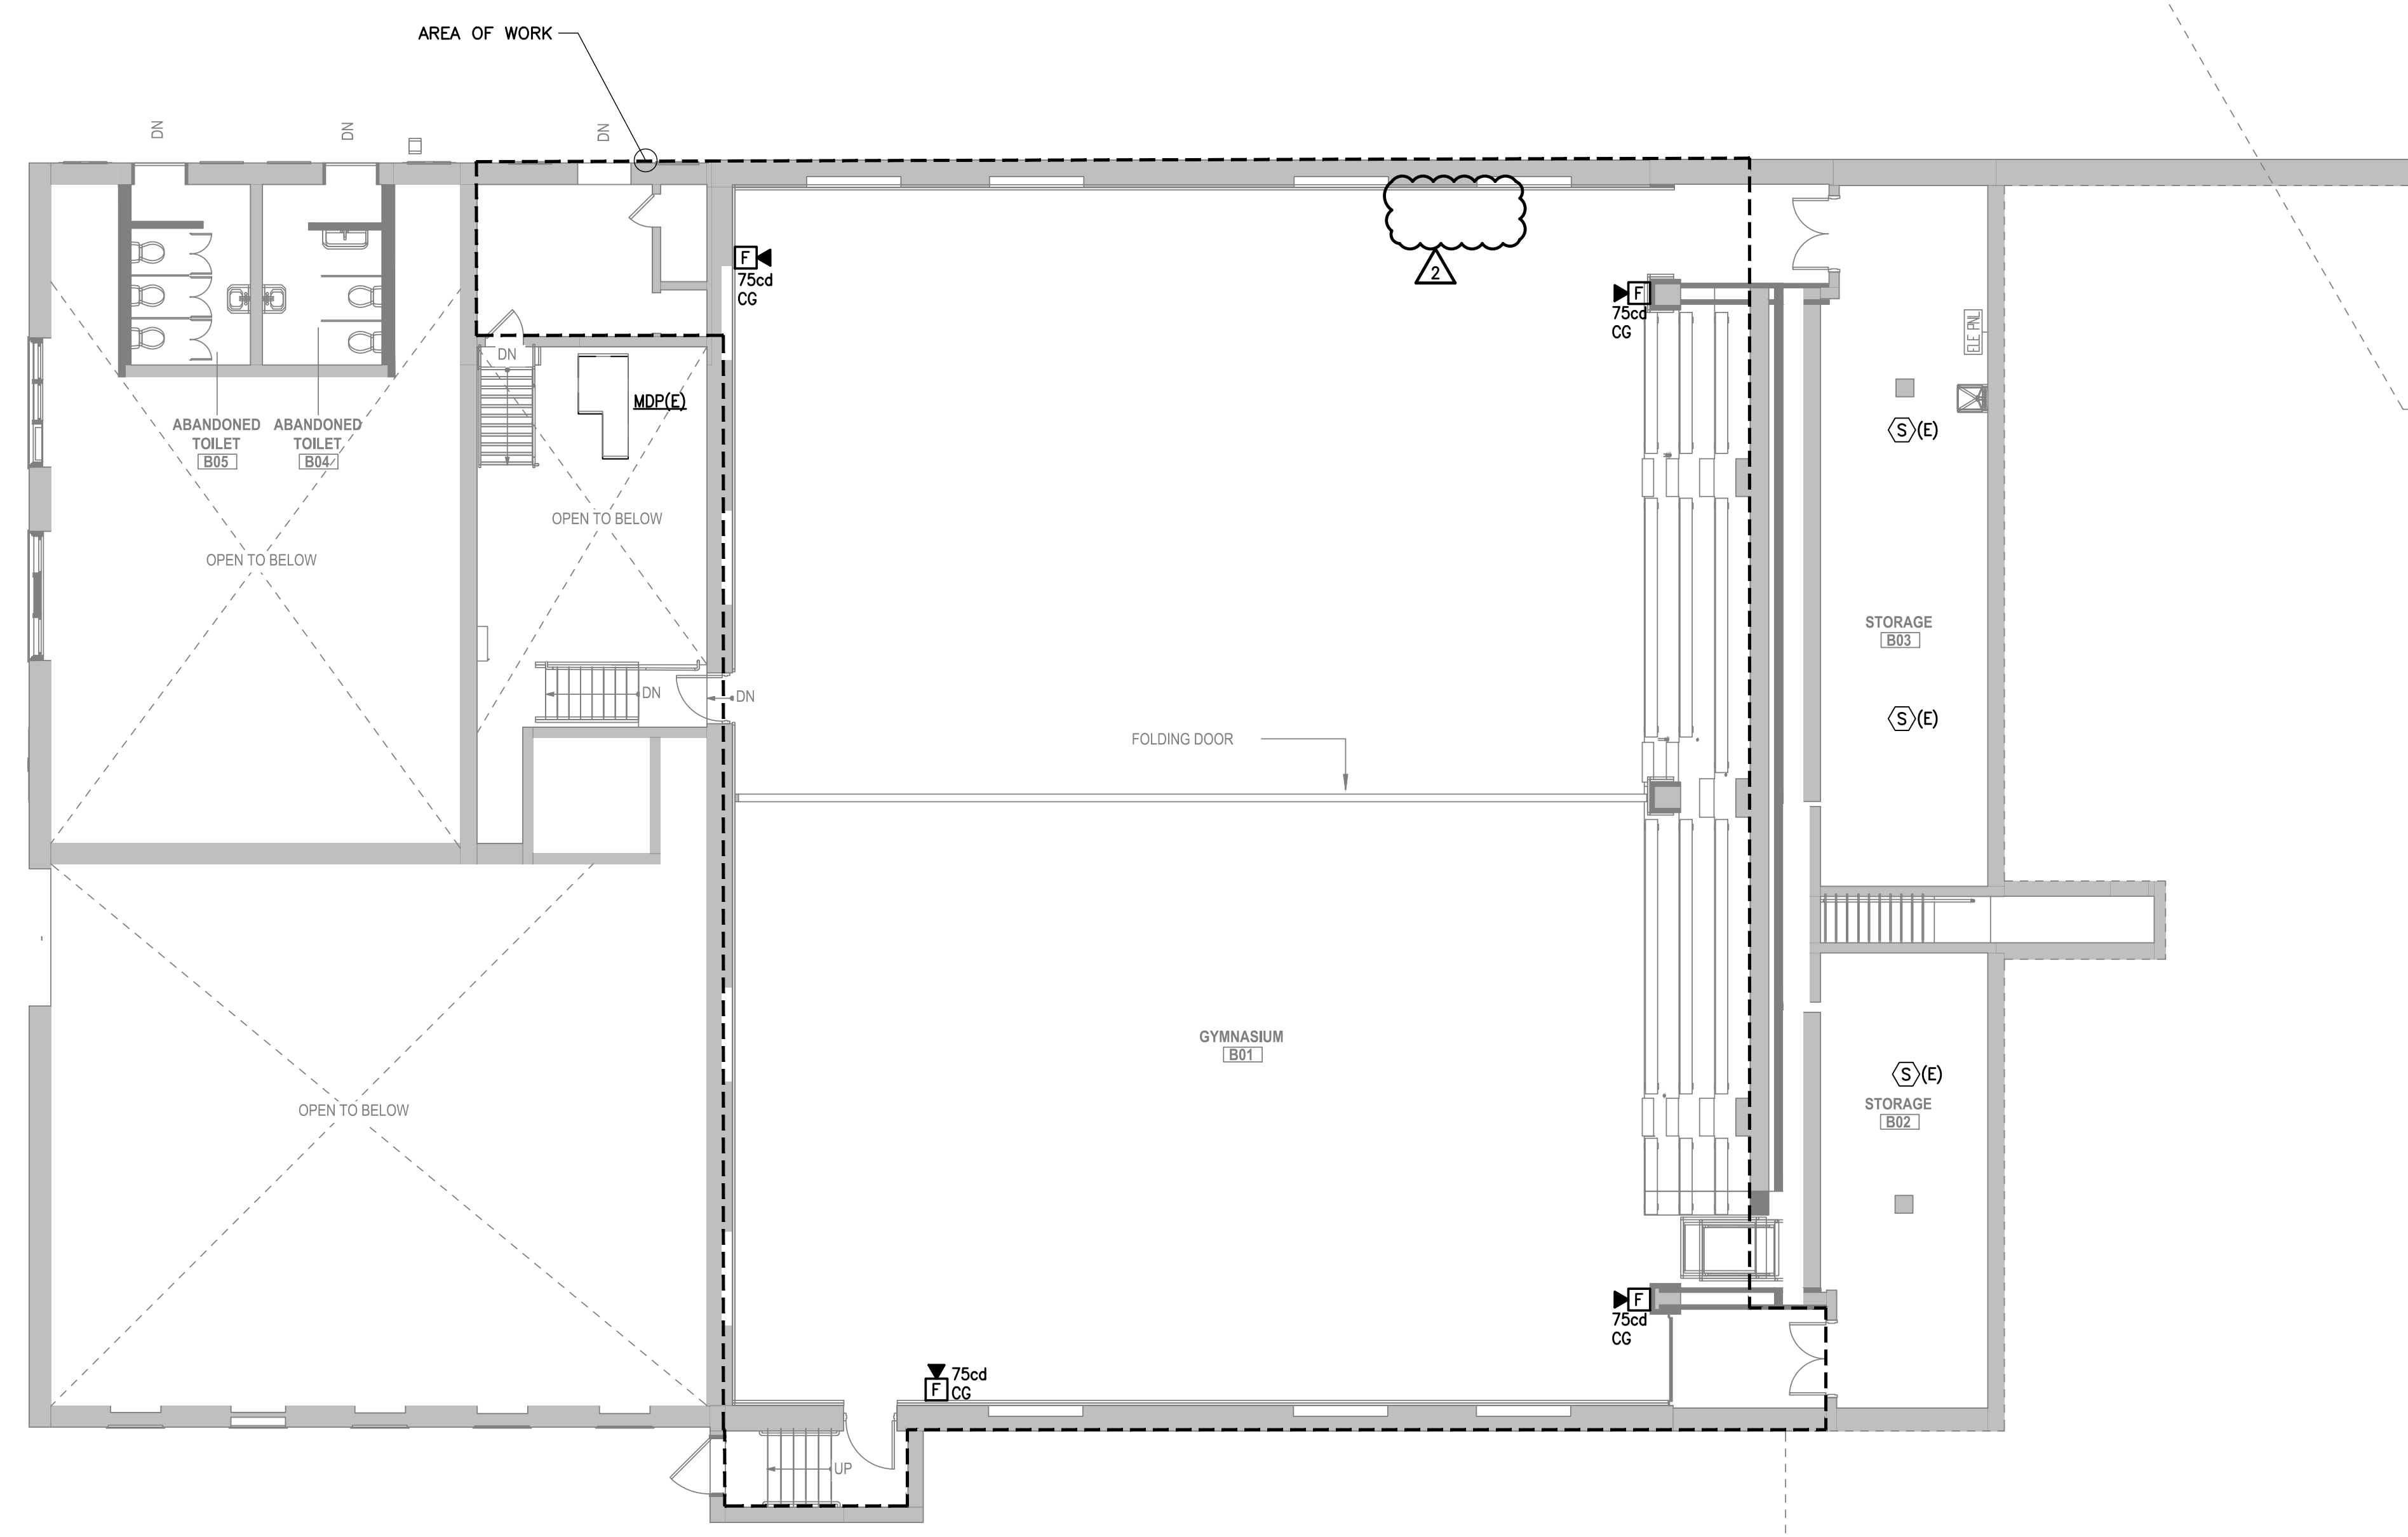 AREA OF WORK
DN
DN
DN
F
75cd
CG
2
F
75cd
CG
ELE PNL
DN
MDP(E)
ABANDONED
TOILET
B05
ABANDONED
TOILET
B04
S (E)
OPEN TO BELOW
OPEN TO BELOW
STORAGE
B03
DN
DN
S (E)
FOLDING DOOR
GYMNASIUM
B01
S (E)
STORAGE
B02
OPEN TO BELOW
F
75cd
CG
F
75cd
CG
UP